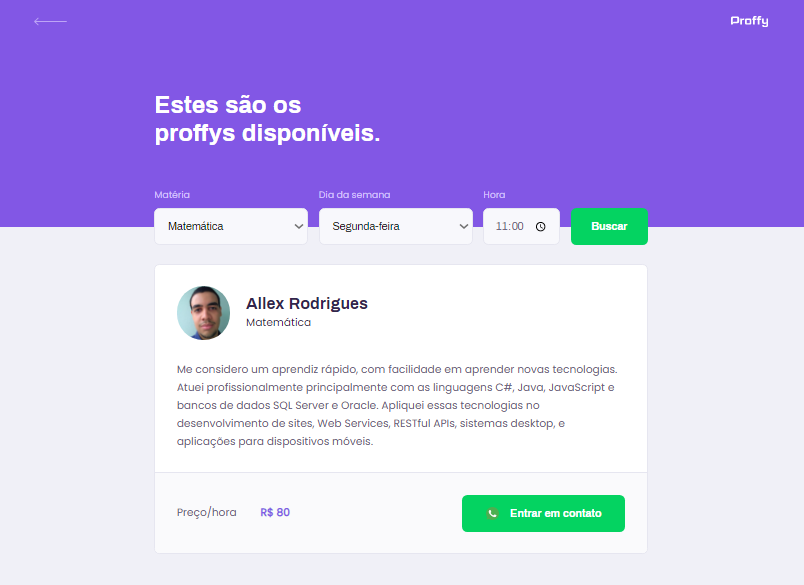 Proffy
Estes são os
proffys disponíveis.
Matéria
Dia da semana
Hora
Matemática
Segunda-feira
11:00
Buscar
Allex Rodrigues
Matemática
Me considero um aprendiz rápido, com facilidade em aprender novas tecnologias.
Atuei profissionalmente principalmente com as linguagens C#, Java, JavaScript e
bancos de dados SQL Server e Oracle. Apliquei essas tecnologias no
desenvolvimento de sites, Web Services, RESTful APIs, sistemas desktop, e
aplicações para dispositivos móveis.
Preço/hora
R$ 80
Entrar em contato